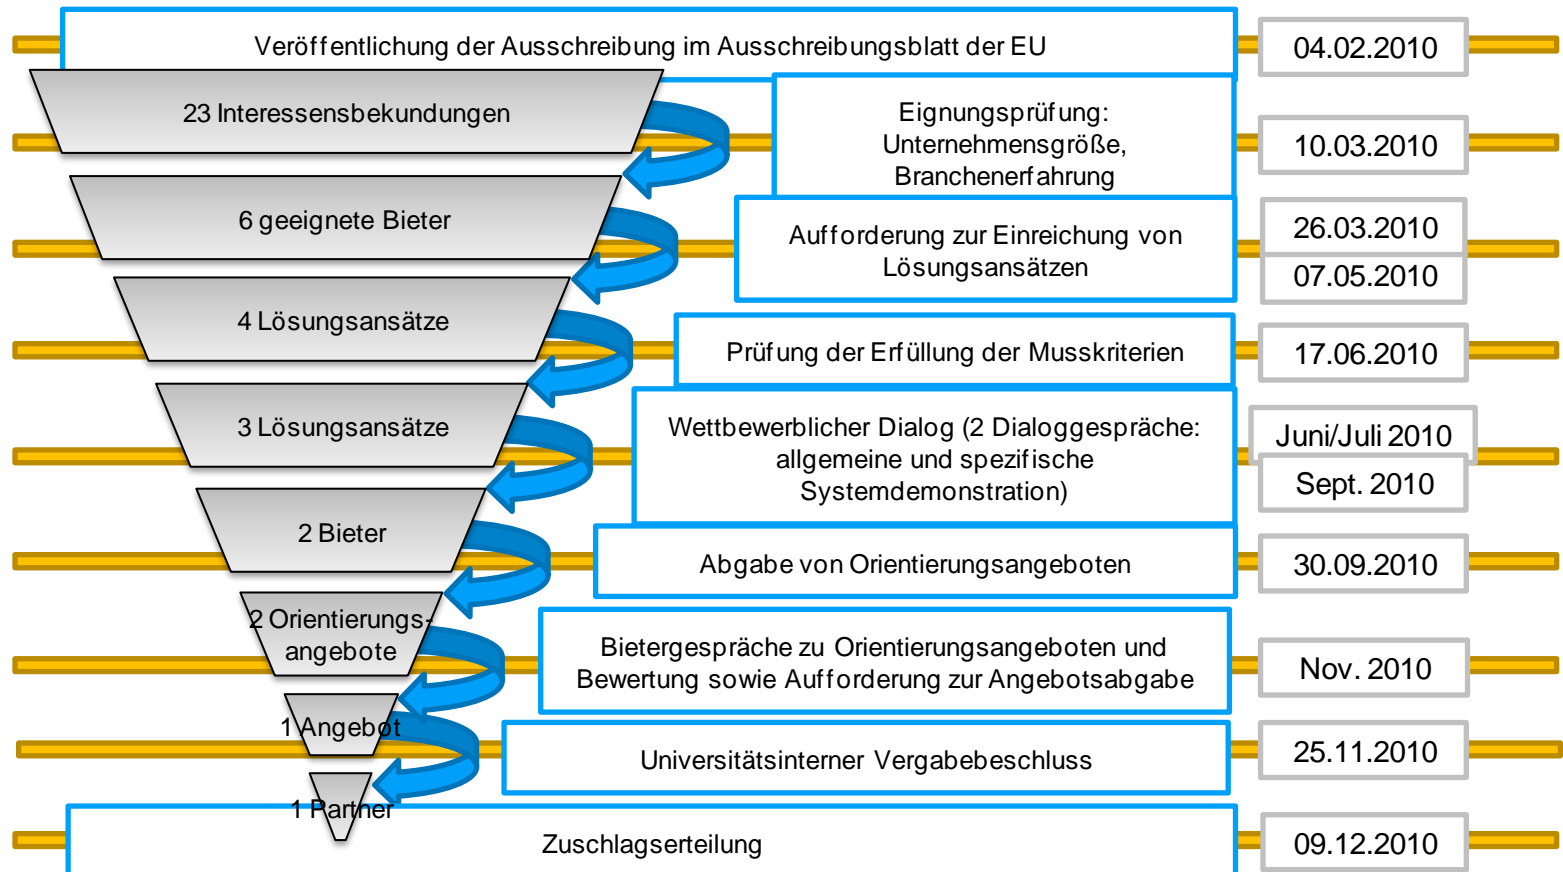 Veröffentlichung der Ausschreibung im Ausschreibungsblatt der EU
04.02.2010
23 Interessensbekundungen
Eignungsprüfung:
Unternehmensgröße,
Branchenerfahrung
10.03.2010
6 geeignete Bieter
Aufforderung zur Einreichung von
Lösungsansätzen
26.03.2010
07.05.2010
4 Lösungsansätze
Prüfung der Erfüllung der Musskriterien
17.06.2010
3 Lösungsansätze
Wettbewerblicher Dialog (2 Dialoggespräche:
allgemeine und spezifische
Systemdemonstration)
Juni/Juli 2010
Sept. 2010
2 Bieter
Abgabe von Orientierungsangeboten
30.09.2010
2 Orientierungs-
angebote
Bietergespräche zu Orientierungsangeboten und
Bewertung sowie Aufforderung zur Angebotsabgabe
Nov. 2010
1 Angebot
Universitätsinterner Vergabebeschluss
25.11.2010
1 Partner
Zuschlagserteilung
09.12.2010